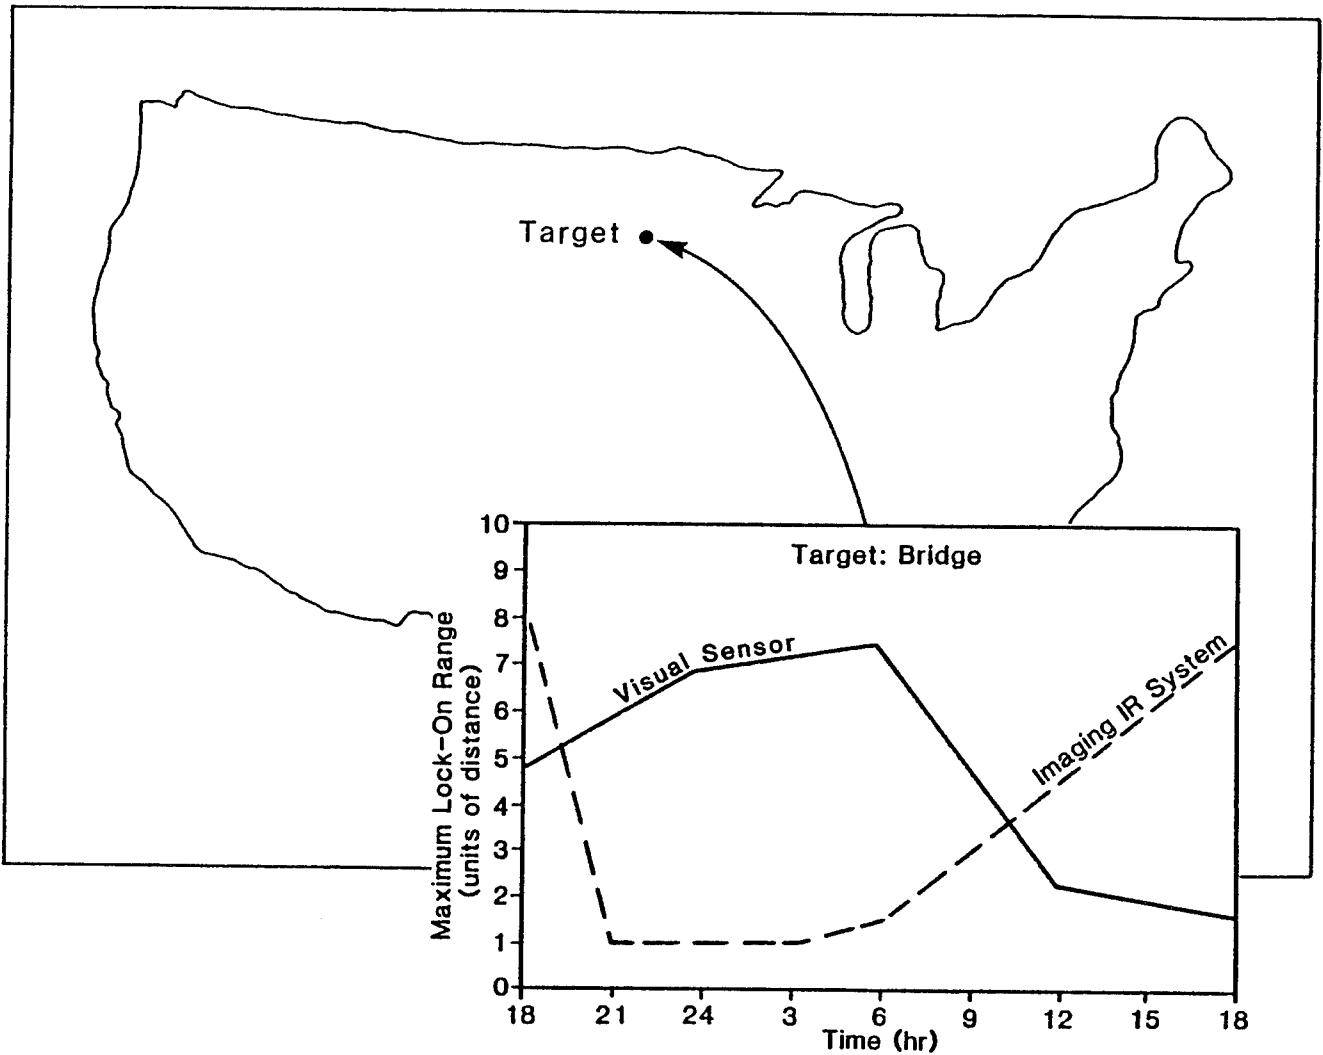 Target
Target: Bridge
Maximum Lock-On Range
(units of distance)
10
9
8
7
6
5
4
3
2
1
0
Visual Sensor
Imaging IR System
18 21 24 3 6 9 12 15 18
Time (hr)